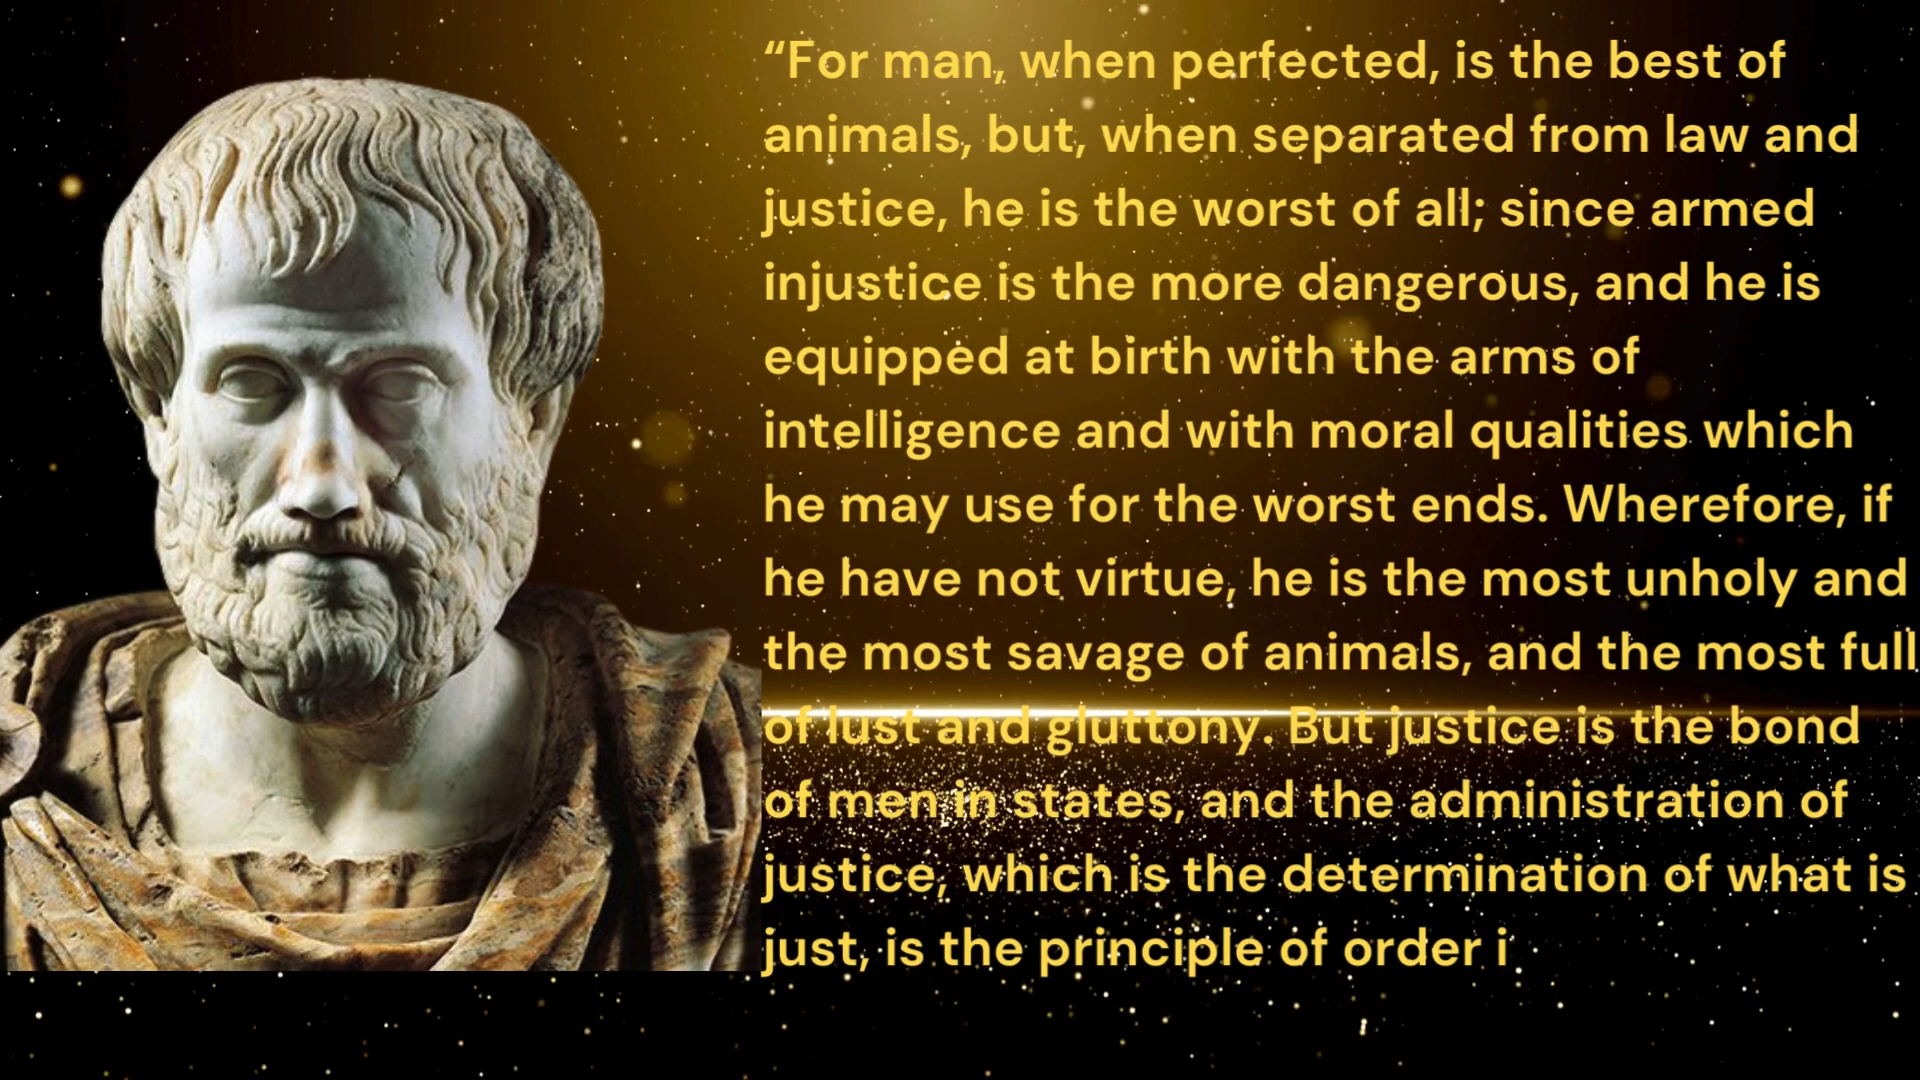 “For man, when perfected, is the best of
animals, but, when separated from law and
justice, he is the worst of all; since armed
injustice is the more dangerous, and he is
equipped at birth with the arms of
intelligence and with moral qualities which
he may use for the worst ends. Wherefore, if
he have not virtue, he is the most unholy and
the most savage of animals, and the most full
of lust and gluttony. But justice is the bond
of men in states, and the administration of
justice, which is the determination of what is
just, is the principle of order i